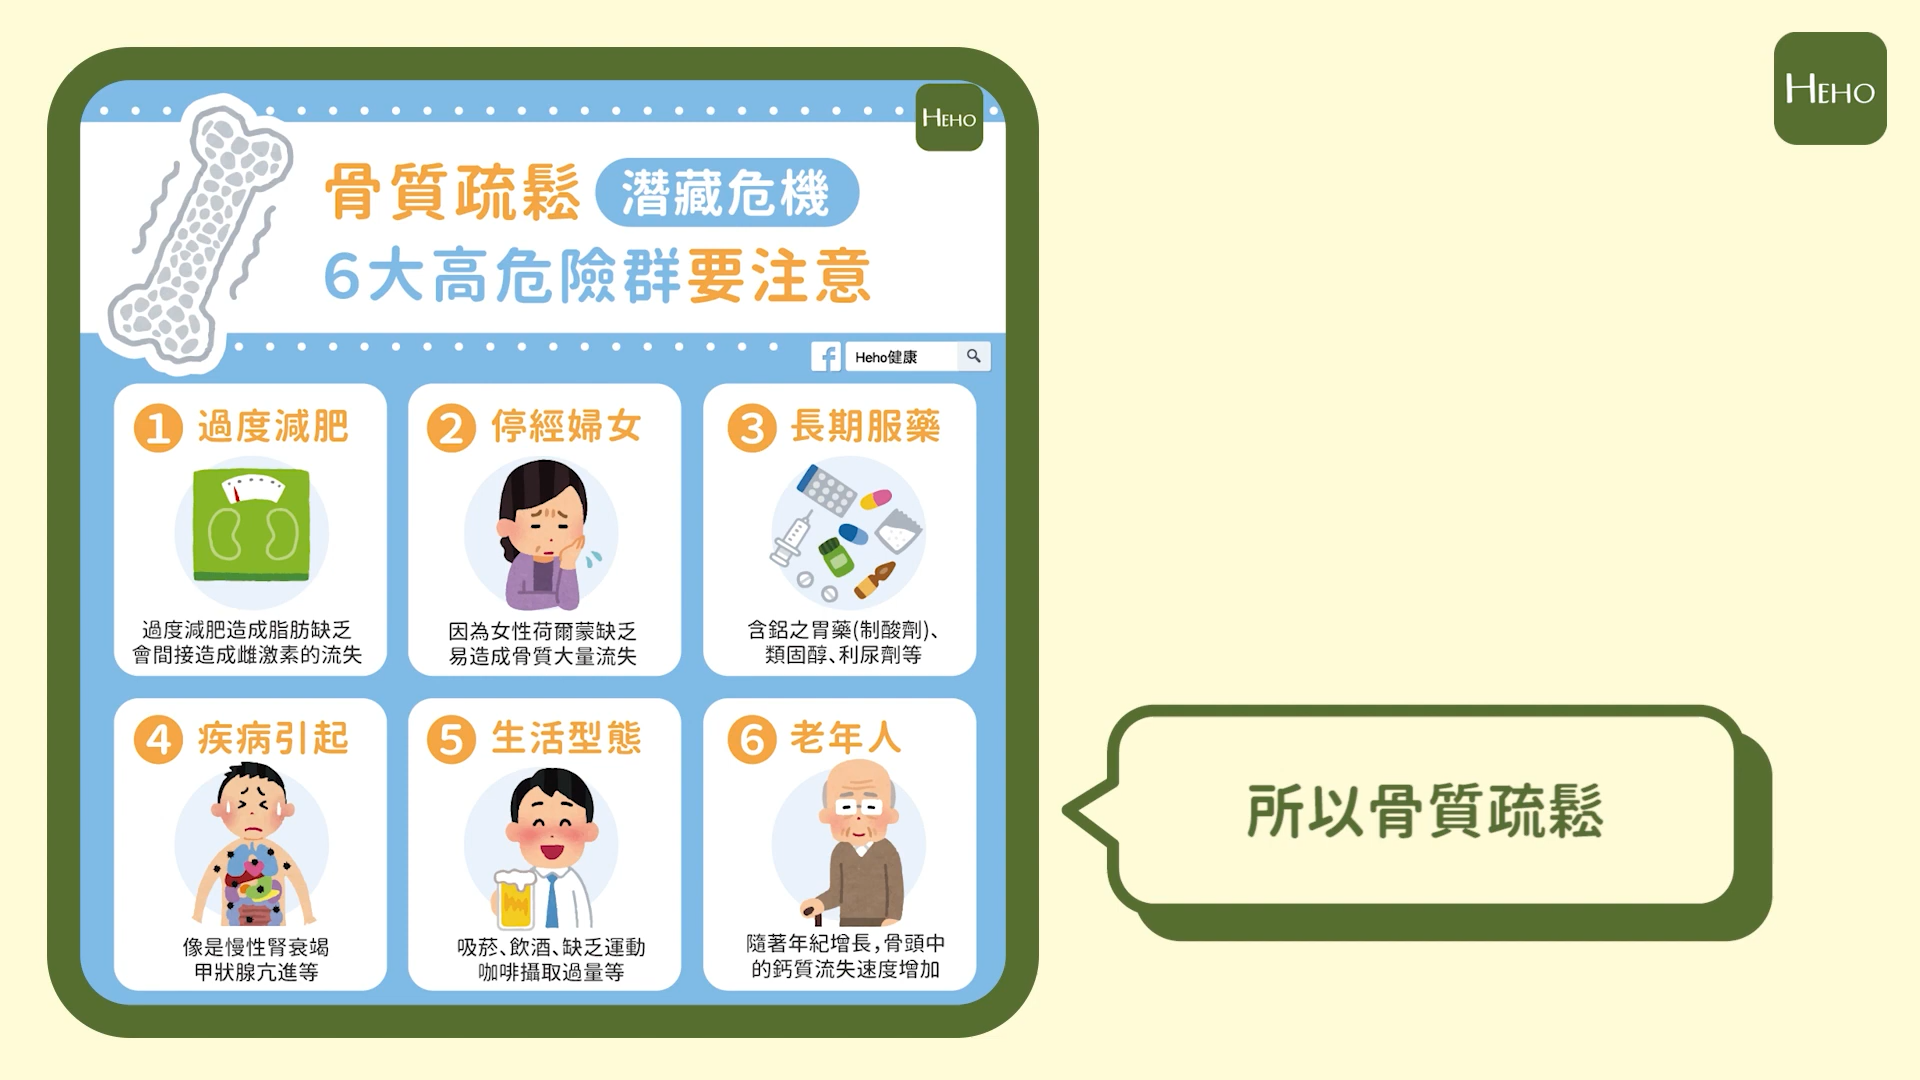 HEHO
HEHO
骨質疏鬆 潛藏危機
6大高危險群要注意
f Heho健康
1 過度減肥
過度減肥造成脂肪缺乏
會間接造成雌激素的流失
2 停經婦女
因為女性荷爾蒙缺乏
易造成骨質大量流失
3 長期服藥
含鋁之胃藥(制酸劑)、
類固醇、利尿劑等
4 疾病引起
像是慢性腎衰竭
甲狀腺亢進等
5 生活型態
吸菸、飲酒、缺乏運動
咖啡攝取過量等
6 老年人
隨著年紀增長,骨頭中
的鈣質流失速度增加
所以骨質疏鬆